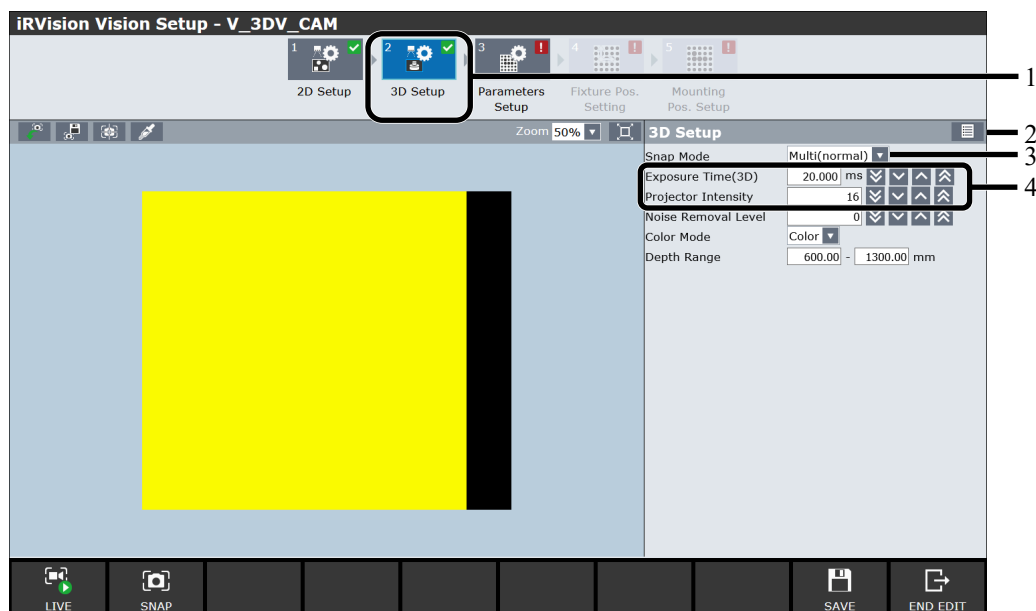 iRVision Vision Setup - V_3DV_CAM
1 2 3 4 5
2D Setup 3D Setup Parameters Setup Fixture Pos. Setting Mounting Pos. Setup
1
Zoom 50% 3D Setup
2
Snap Mode Multi(normal)
3
Exposure Time(3D) 20.000 ms
Projector Intensity 16
4
Noise Removal Level 0
Color Mode Color
Depth Range 600.00 - 1300.00 mm
LIVE SNAP SAVE END EDIT